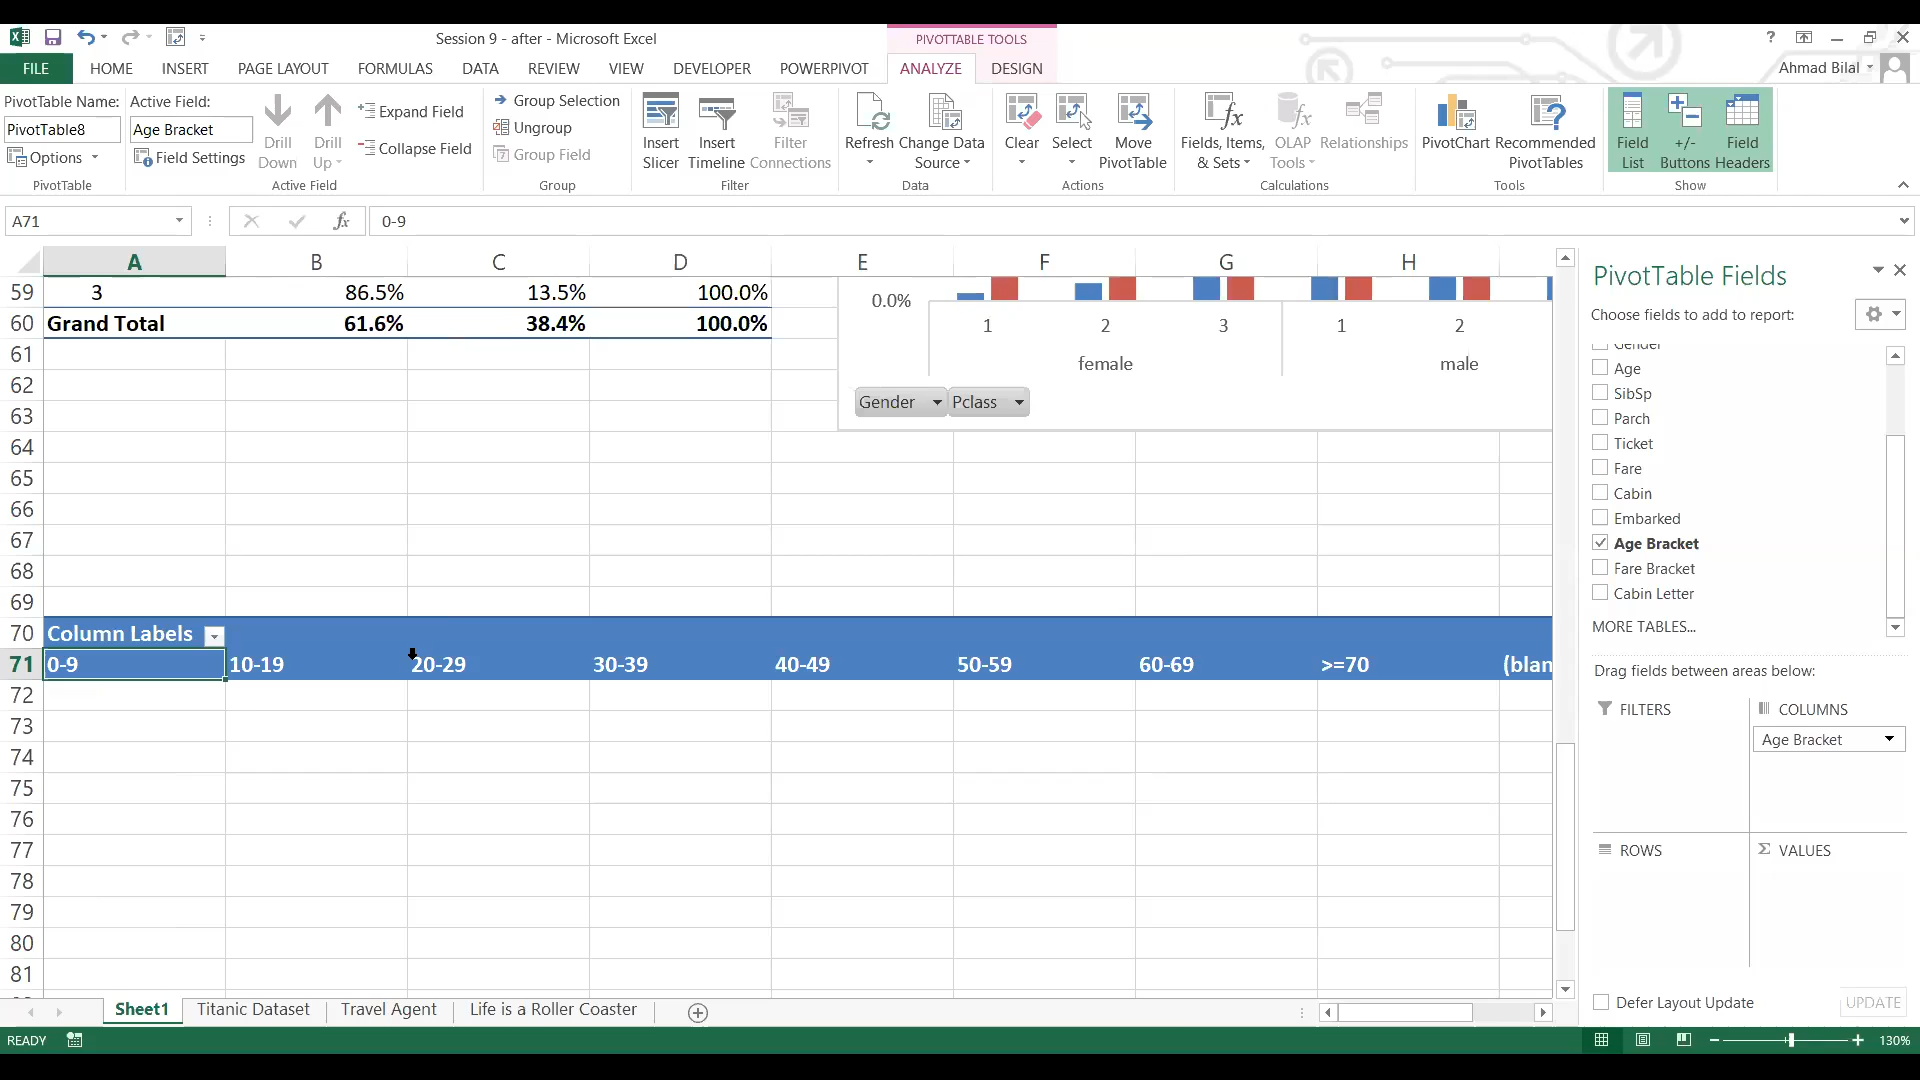 Session 9 - after - Microsoft Excel
PIVOTTABLE TOOLS
?
FILE HOME INSERT PAGE LAYOUT FORMULAS DATA REVIEW VIEW DEVELOPER POWERPIVOT ANALYZE DESIGN
Ahmad Bilal
PivotTable Name:
PivotTable8
Options
PivotTable
Active Field:
Age Bracket
Field Settings
Drill
Down
Drill
Up
Expand Field
Collapse Field
Active Field
Group Selection
Ungroup
Group Field
Group
Insert
Slicer
Insert
Timeline
Filter
Connections
Filter
Refresh
Change Data
Source
Data
Clear
Select
Move
PivotTable
Actions
Fields, Items,
& Sets
OLAP
Tools
Relationships
Calculations
PivotChart
Recommended
PivotTables
Tools
Field
List
+/-
Buttons
Field
Headers
Show
A71
fx
0-9
A B C D E F G H
59 3 86.5% 13.5% 100.0%
60 Grand Total 61.6% 38.4% 100.0%
61
62
63
64
65
66
67
68
69
70 Column Labels
71 0-9 10-19 20-29 30-39 40-49 50-59 60-69 >=70 (blan
72
73
74
75
76
77
78
79
80
81
0.0%
1 2 3 1 2
female male
Gender Pclass
PivotTable Fields
Choose fields to add to report:
Gender
Age
SibSp
Parch
Ticket
Fare
Cabin
Embarked
Age Bracket
Fare Bracket
Cabin Letter
MORE TABLES...
Drag fields between areas below:
FILTERS
COLUMNS
Age Bracket
ROWS
Σ VALUES
Defer Layout Update
UPDATE
Sheet1 Titanic Dataset Travel Agent Life is a Roller Coaster
READY
130%